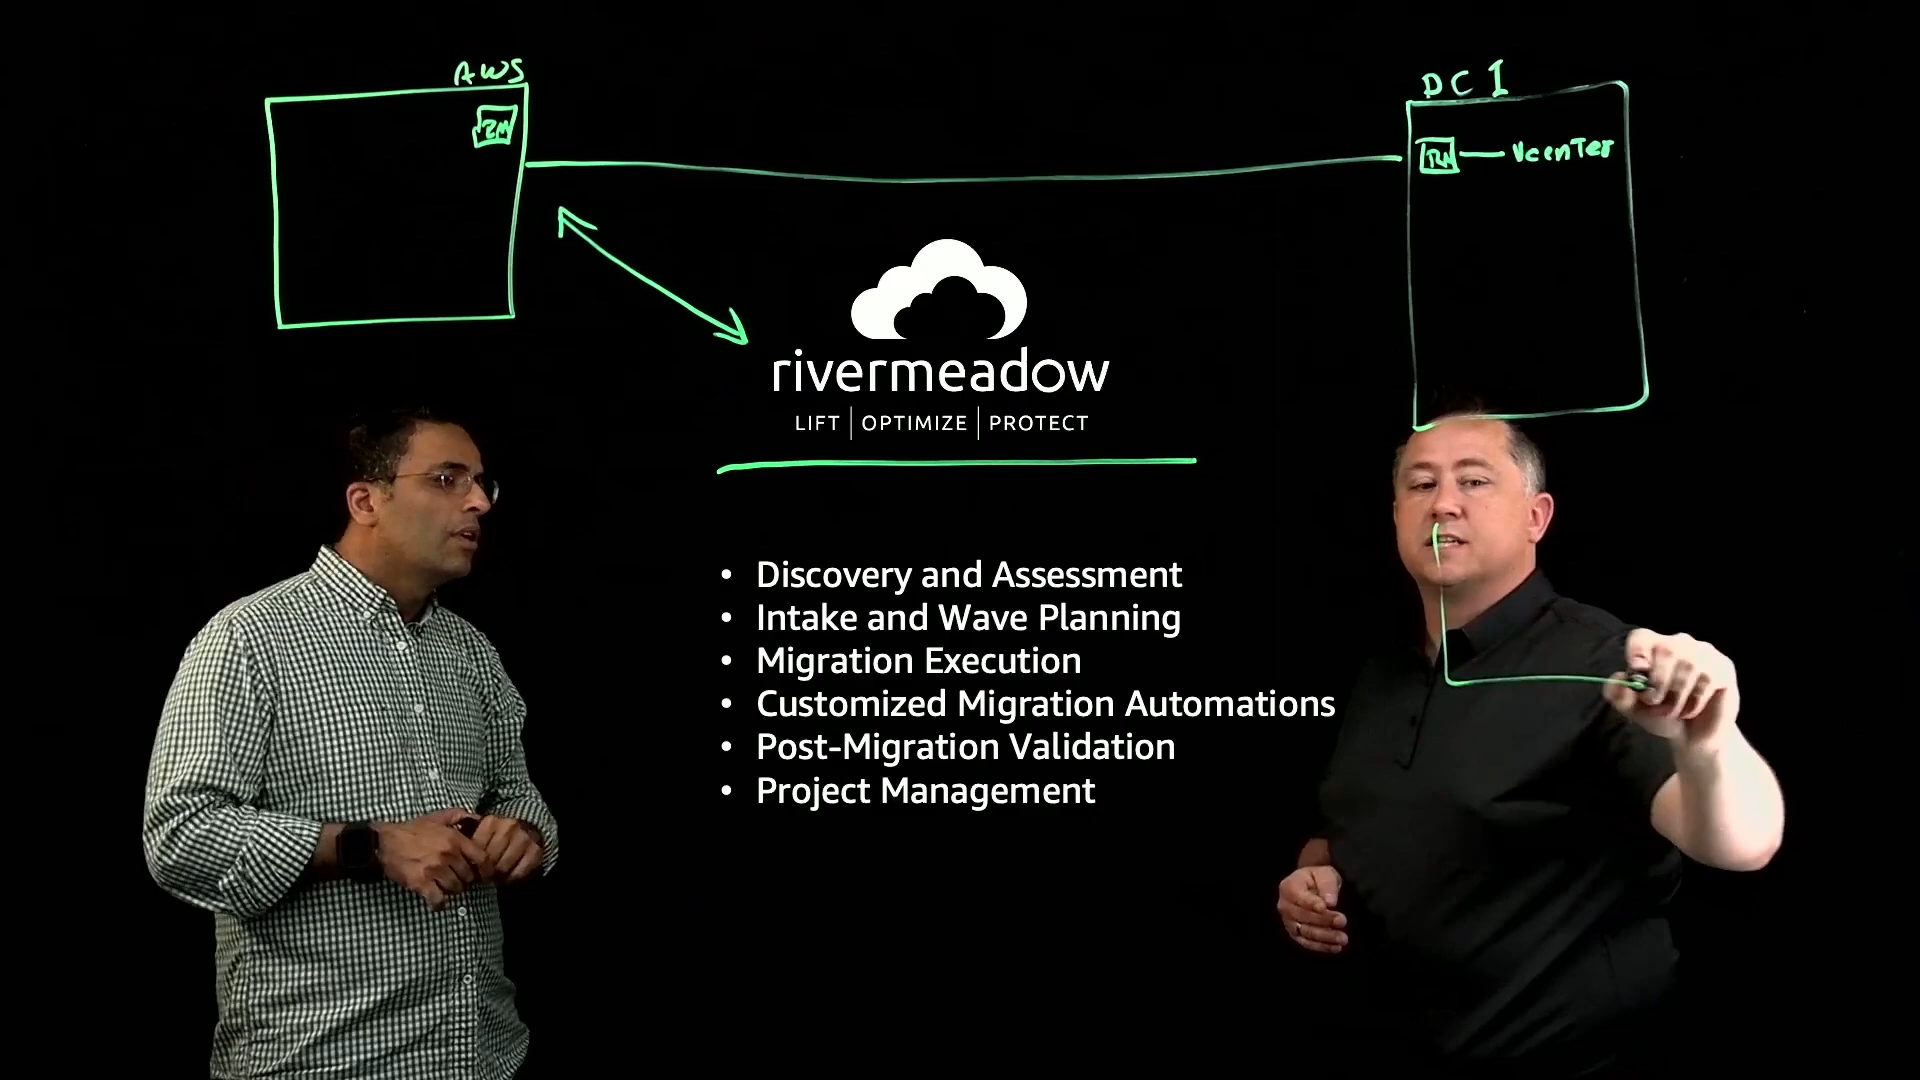 AWS
DC 1
RM
RM
vcenter
rivermeadow
LIFT | OPTIMIZE | PROTECT
• Discovery and Assessment
• Intake and Wave Planning
• Migration Execution
• Customized Migration Automations
• Post-Migration Validation
• Project Management